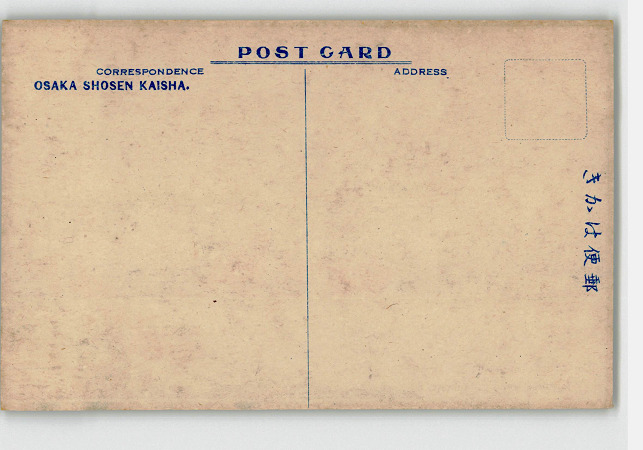 POST CARD
CORRESPONDENCE
OSAKA SHOSEN KAISHA.
ADDRESS
郵便はかき